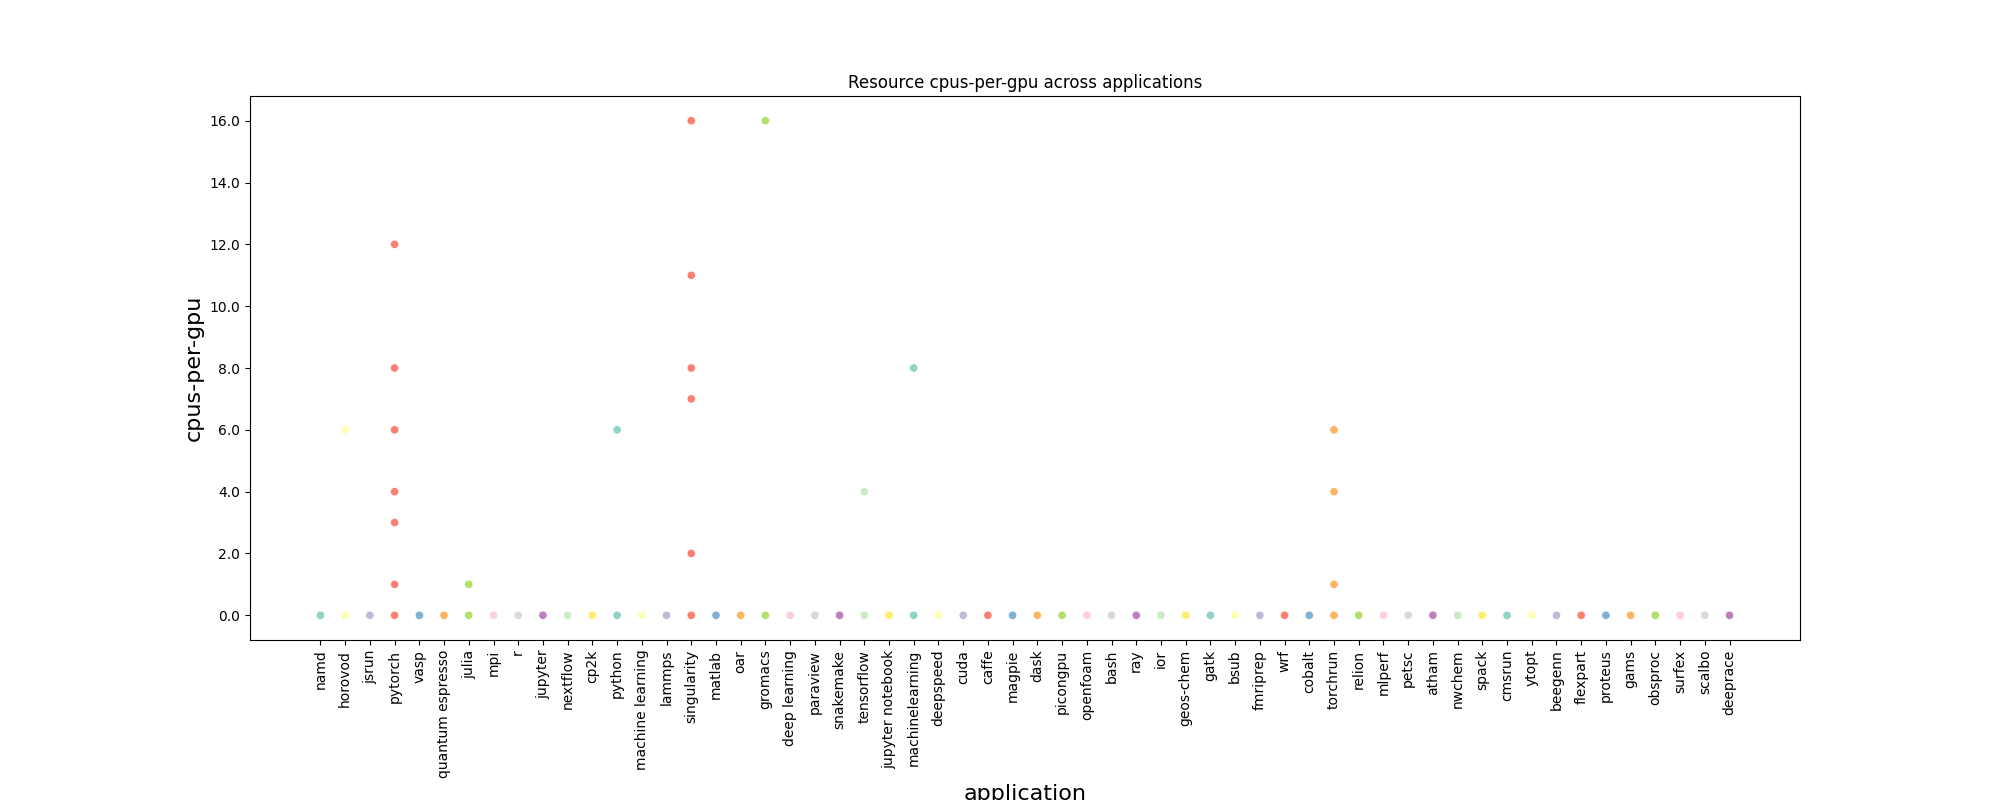 Resource cpus-per-gpu across applications
16.0
14.0
12.0
10.0
8.0
6.0
4.0
2.0
0.0
cpus-per-gpu
namd
horovod
jsrun
pytorch
vasp
quantum espresso
julia
mpi
r
jupyter
nextflow
cp2k
python
machine learning
lammps
singularity
matlab
oar
gromacs
deep learning
paraview
snakemake
tensorflow
jupyter notebook
machinelearning
deepspeed
cuda
caffe
magpie
dask
picongpu
openfoam
bash
ray
ior
geos-chem
gatk
bsub
fmriprep
wrf
cobalt
torchrun
relion
mlperf
petsc
atham
nwchem
spack
cmsrun
ytopt
beegenn
flexpart
proteus
gams
obsproc
surfex
scalbo
deeprace
application